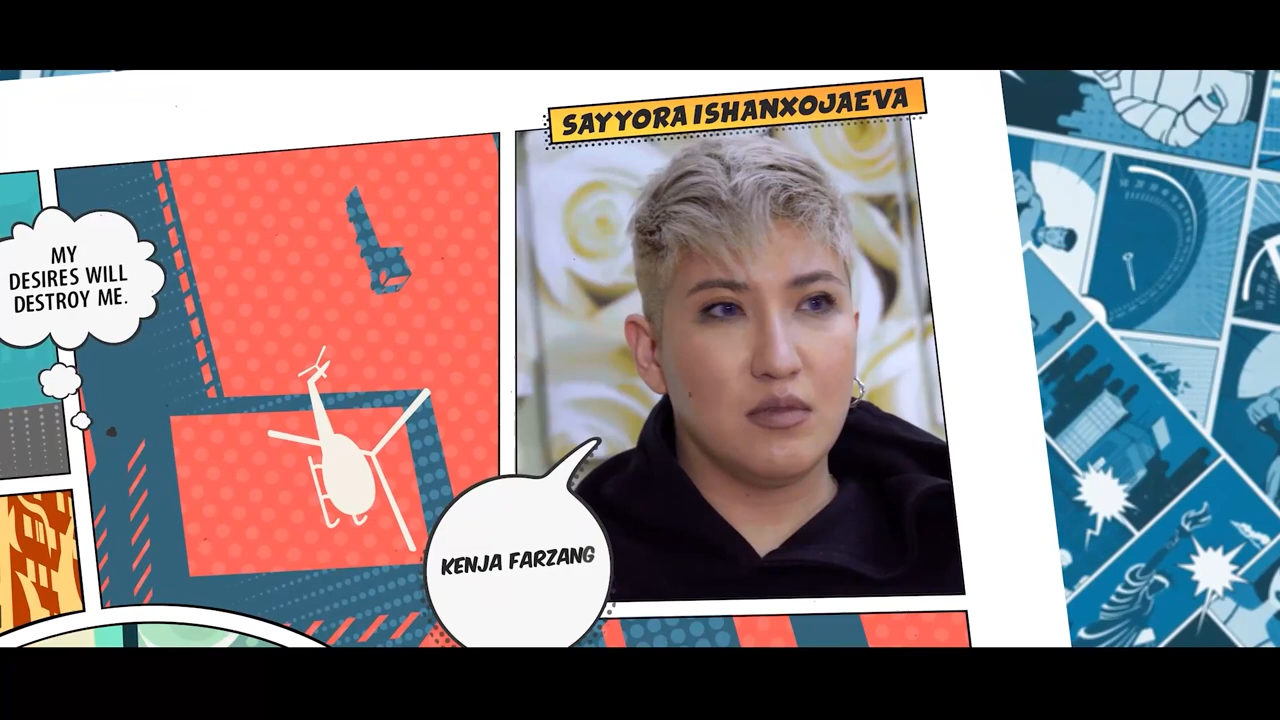 SAYYORA ISHANXOJAEVA
MY
DESIRES WILL
DESTROY ME.
KENJA FARZANG